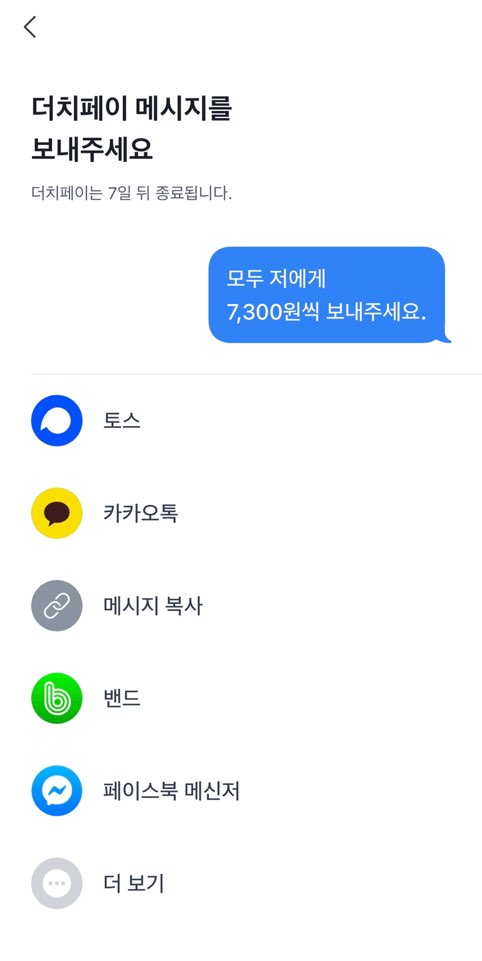 더치페이 메시지를
보내주세요
더치페이는 7일 뒤 종료됩니다.
모두 저에게
7,300원씩 보내주세요.
토스
카카오톡
메시지 복사
밴드
페이스북 메신저
더 보기